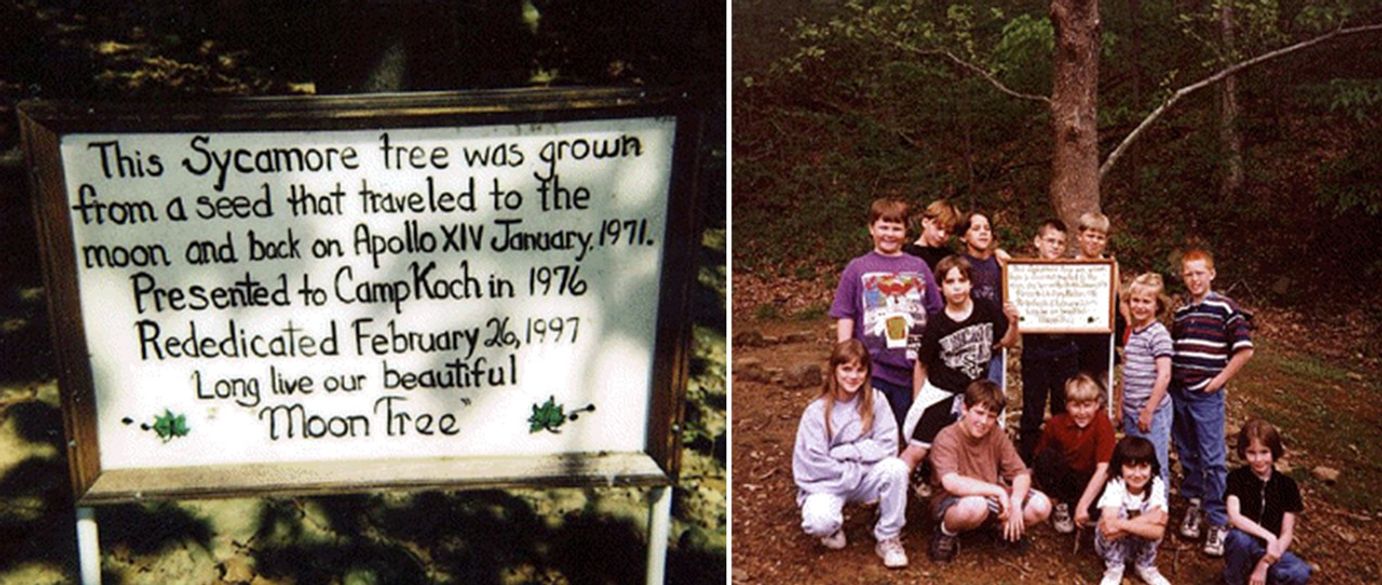 This Sycamore tree was grown
from a seed that traveled to the
moon and back on Apollo XIV January, 1971.
Presented to Camp Koch in 1976
Rededicated February 26, 1997
Long live our beautiful
"Moon Tree"